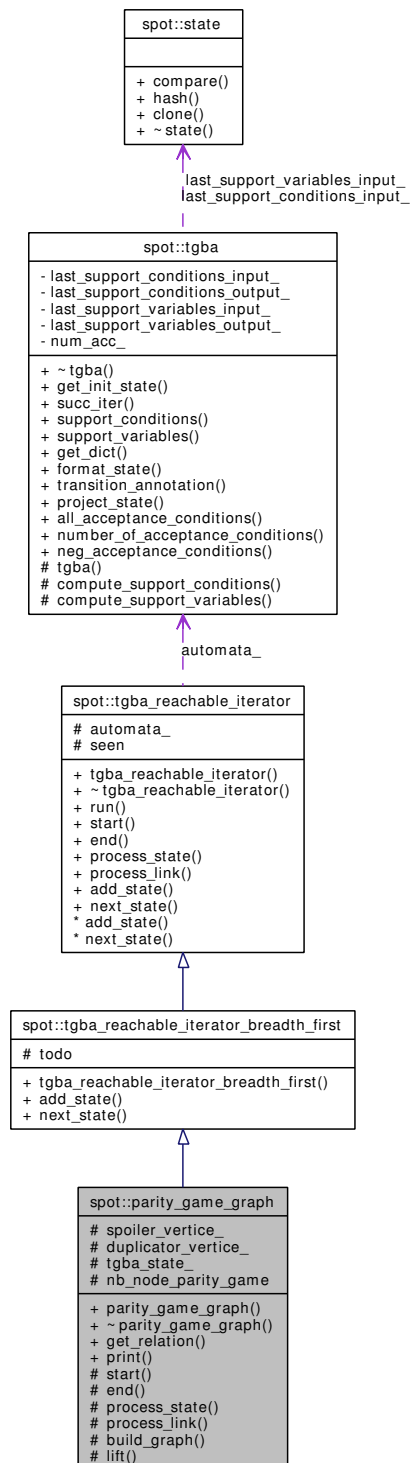 spot::state
+ compare()
+ hash()
+ clone()
+ ~state()
last_support_variables_input_
last_support_conditions_input_
spot::tgba
- last_support_conditions_input_
- last_support_conditions_output_
- last_support_variables_input_
- last_support_variables_output_
- num_acc_
+ ~tgba()
+ get_init_state()
+ succ_iter()
+ support_conditions()
+ support_variables()
+ get_dict()
+ format_state()
+ transition_annotation()
+ project_state()
+ all_acceptance_conditions()
+ number_of_acceptance_conditions()
+ neg_acceptance_conditions()
# tgba()
# compute_support_conditions()
# compute_support_variables()
automata_
spot::tgba_reachable_iterator
# automata_
# seen
+ tgba_reachable_iterator()
+ ~tgba_reachable_iterator()
+ run()
+ start()
+ end()
+ process_state()
+ process_link()
+ add_state()
+ next_state()
* add_state()
* next_state()
spot::tgba_reachable_iterator_breadth_first
# todo
+ tgba_reachable_iterator_breadth_first()
+ add_state()
+ next_state()
spot::parity_game_graph
# spoiler_vertice_
# duplicator_vertice_
# tgba_state_
# nb_node_parity_game
+ parity_game_graph()
+ ~parity_game_graph()
+ get_relation()
+ print()
# start()
# end()
# process_state()
# process_link()
# build_graph()
# lift()